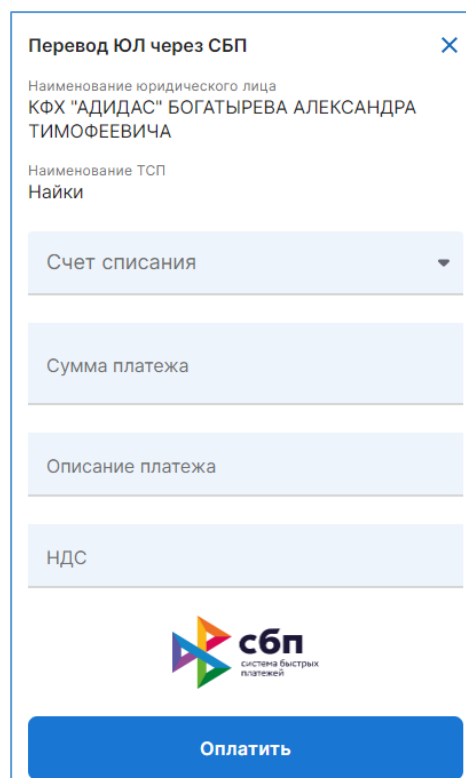 Перевод ЮЛ через СБП
Наименование юридического лица
КФХ "АДИДАС" БОГАТЫРЕВА АЛЕКСАНДРА
ТИМОФЕЕВИЧА
Наименование ТСП
Найки
Счет списания
Сумма платежа
Описание платежа
НДС
сбп
система быстрых
платежей
Оплатить